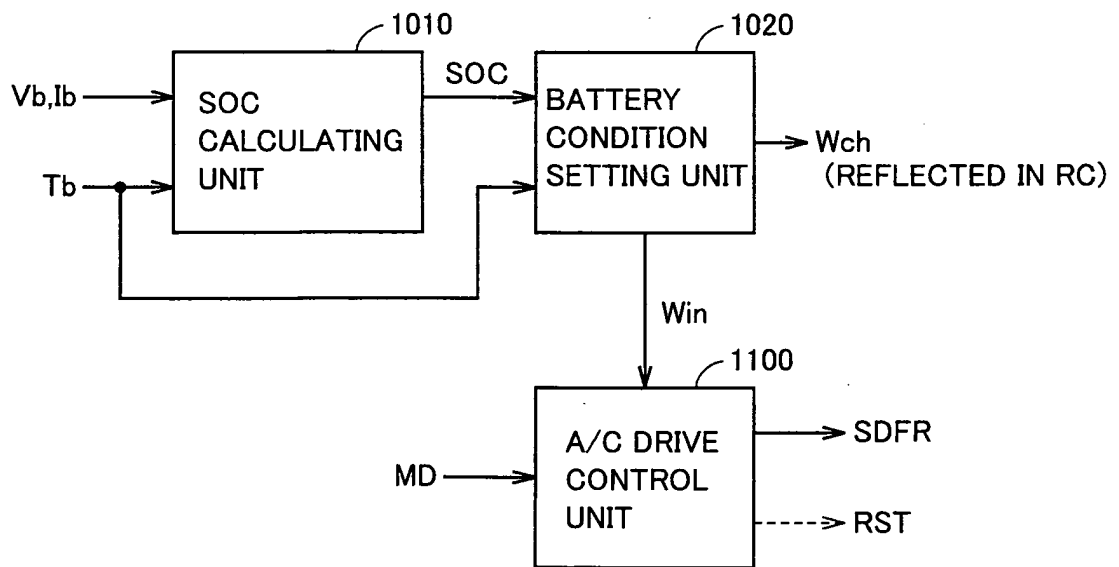 1010
1020
Vb,Ib
SOC
CALCULATING
UNIT
SOC
BATTERY
CONDITION
SETTING UNIT
Wch
(REFLECTED IN RC)
Tb
Win
1100
MD
A/C DRIVE
CONTROL
UNIT
SDFR
RST